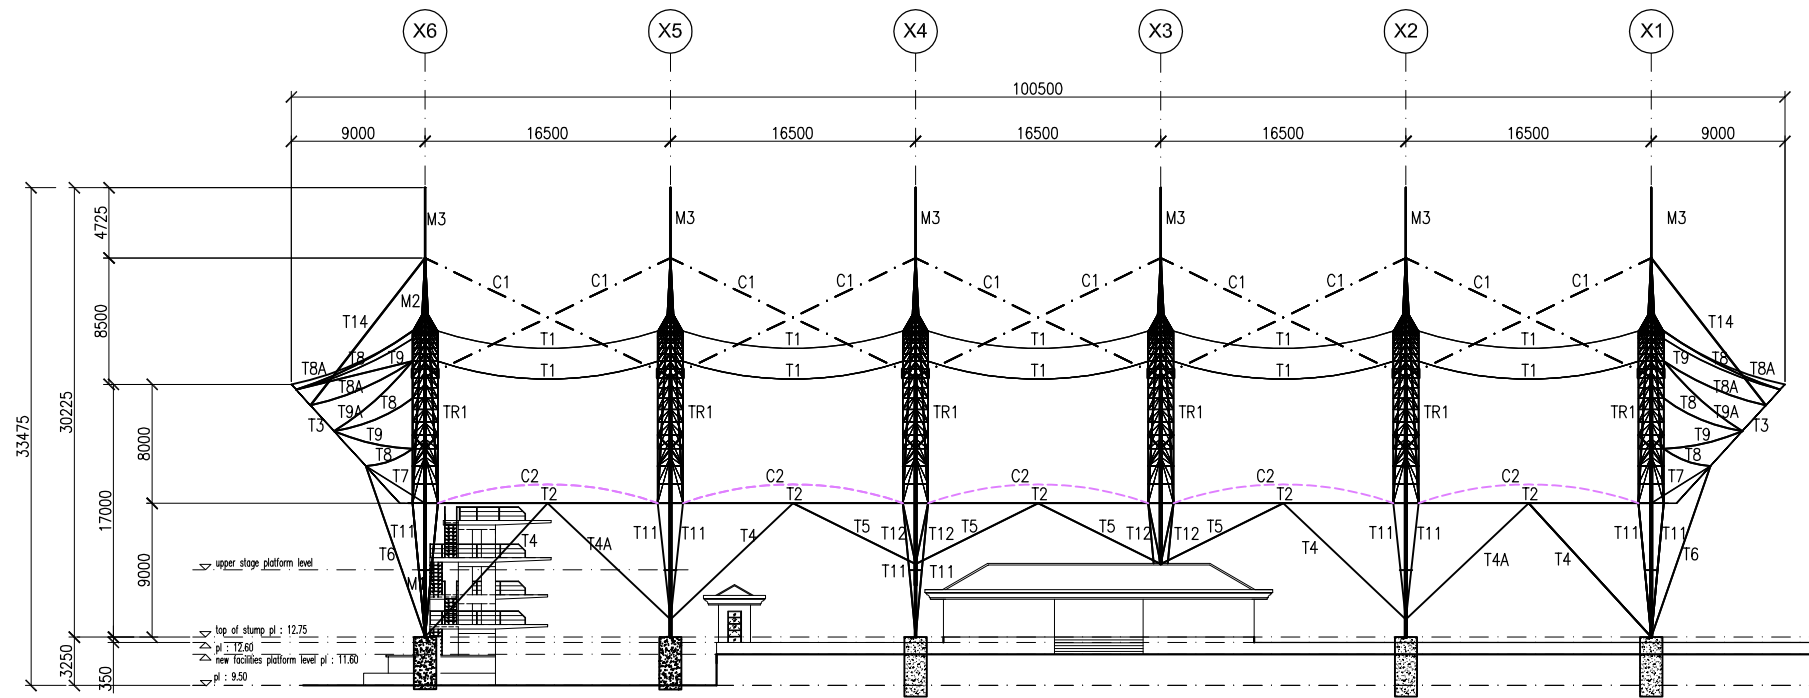 X6 X5 X4 X3 X2 X1
100500
9000 16500 16500 16500 16500 16500 9000
M3 M3 M3 M3 M3 M3
4725
C1 C1 C1 C1 C1 C1 C1 C1 C1 C1
M2
8500
T14 T14
T1 T1 T1 T1 T1
T8 T9 T9 T8
T8A T8A
T1 T1 T1 T1 T1
T8A T8A
33475
30225
T9A T8 TR1 TR1 TR1 TR1 TR1 TR1 T8 T9A
T3 T3
T9 T9
8000
T8 T8
T7 T7
C2 C2 C2 C2 C2
T2 T2 T2 T2 T2
17000
T11 T11 T11 T5 T12 T12 T5 T5 T12 T12 T5 T11 T11 T11 T11
T4 T4A T4 T4 T4A T4
T6 T6
9000
upper stage platform level
T11 T11
top of stump pl : 12.75
pl : 12.60
new facilities platform level pl : 11.60
3250
350
pl : 9.50